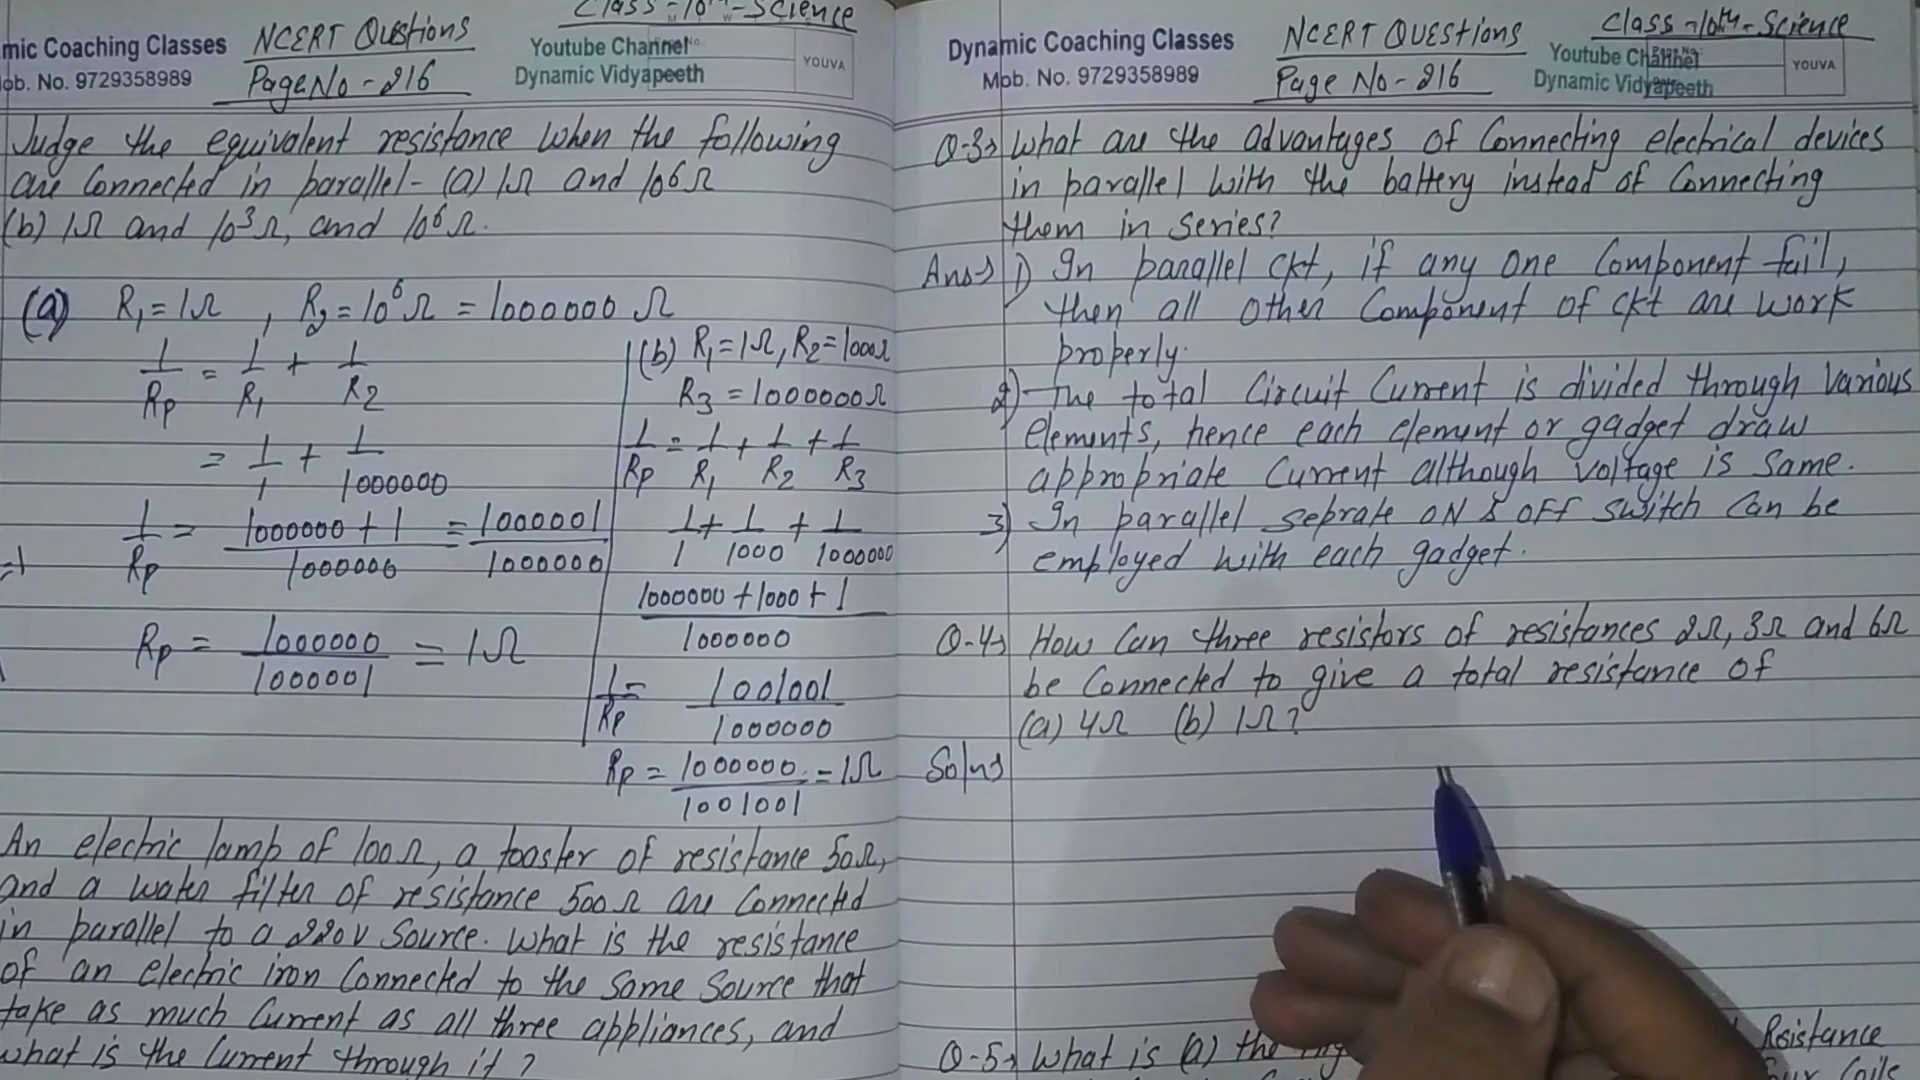 Class-10th-Science
mic Coaching Classes
NCERT Qustions
Youtube Channel
YOUVA
ob. No. 9729358989
Page No - 216
Dynamic Vidyapeeth
Judge the equivalent resistance when the following
are Connected in parallel - (a) 1Ω and 10⁶Ω
(b) 1Ω and 10³Ω, and 10⁶Ω.
(a) R₁ = 1Ω , R₂ = 10⁶Ω = 1000000 Ω
1/Rp = 1/R₁ + 1/R2
= 1/1 + 1/1000000
1/Rp = 1000000 + 1/1000000 = 1000001/1000000
Rp = 1000000/1000001 = 1Ω
(b) R₁ = 1Ω, R₂ = 1000Ω
R₃ = 1000000Ω
1/Rp = 1/R₁ + 1/R2 + 1/R3
1/1 + 1/1000 + 1/1000000
1000000 + 1000 + 1/1000000
1/Rp = 1001001/1000000
Rp = 1000000/1001001 = 1Ω
An electric lamp of 100Ω, a toaster of resistance 50Ω,
and a water filter of resistance 500Ω are Connected
in parallel to a 220V Source. What is the resistance
of an electric iron Connected to the same Source that
take as much Current as all three appliances, and
what is the Current through it?
Class-10th-Science
Dynamic Coaching Classes
NCERT QUESTIONS
Youtube Channel
YOUVA
Mob. No. 9729358989
Page No - 216
Dynamic Vidyapeeth
Q-3→ What are the advantages of Connecting electrical devices
in parallel with the battery instead of Connecting
them in series?
Ans→ 1) In parallel ckt, if any one Component fail,
then all other Component of ckt are work
properly.
2) The total Circuit Current is divided through various
elements, hence each element or gadget draw
appropriate Current although voltage is same.
3) In parallel seprate ON & OFF switch can be
employed with each gadget.
Q-4→ How Can three resistors of resistances 2Ω, 3Ω and 6Ω
be Connected to give a total resistance of
(a) 4Ω (b) 1Ω?
Soln→
Q-5→ What is (a) the
Resistance
Coils